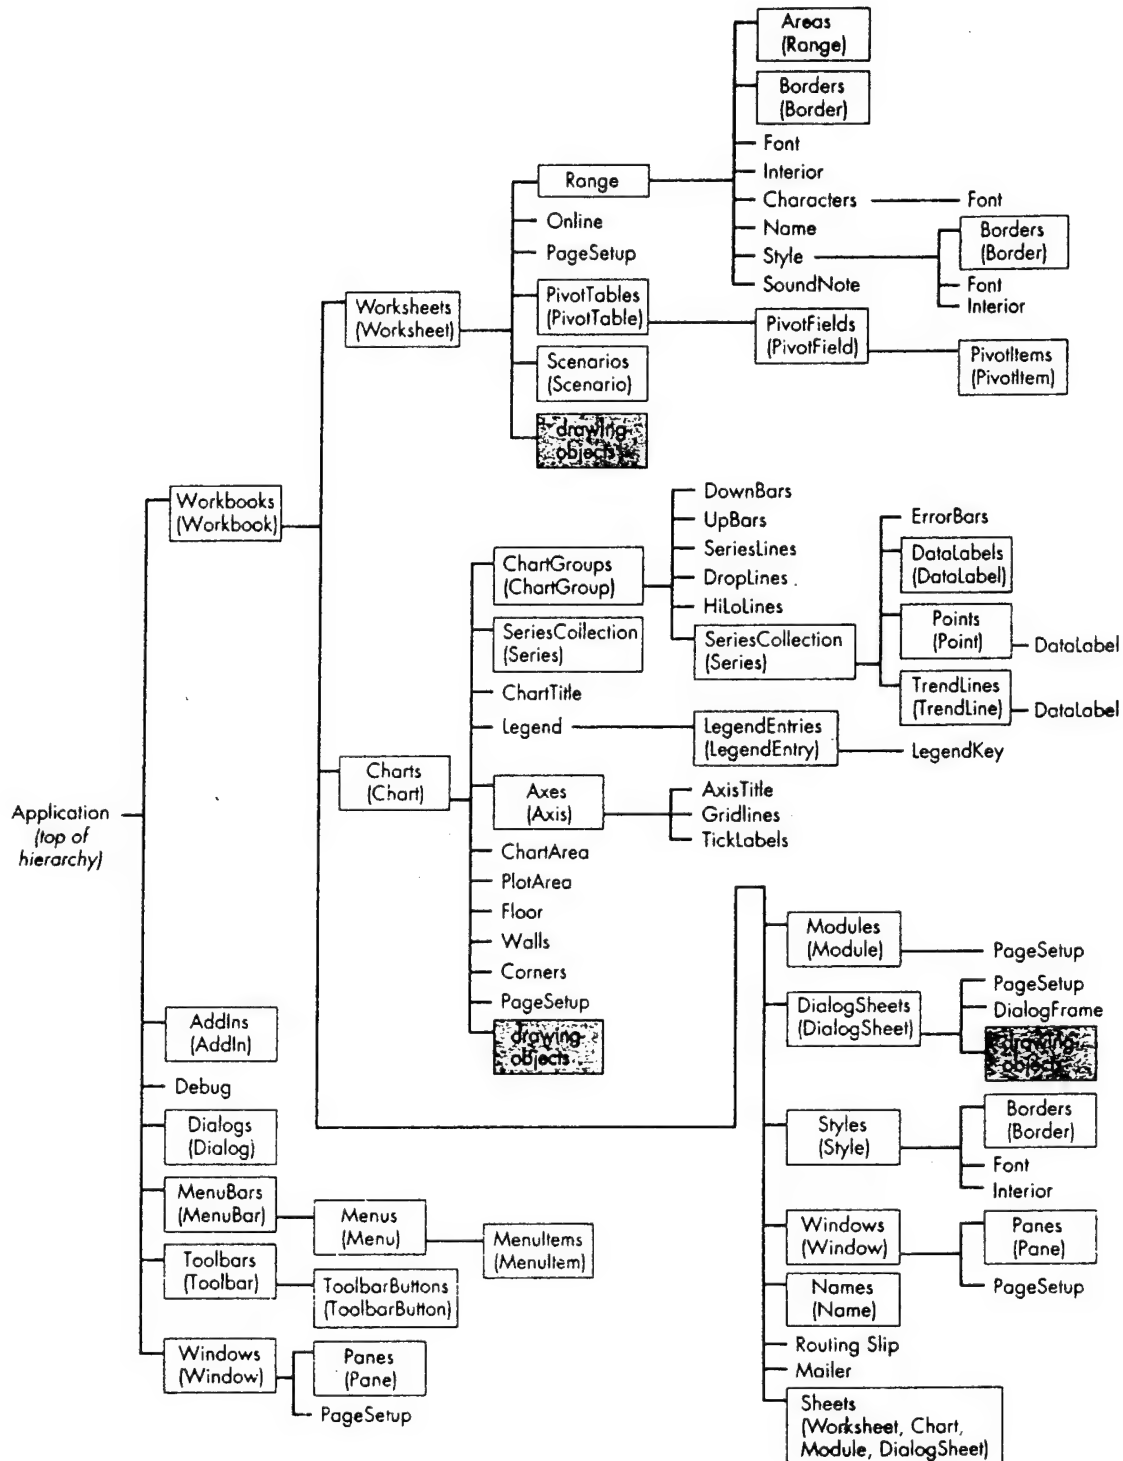 Areas
(Range)
Borders
(Border)
Font
Interior
Range
Characters
Font
Online
Name
Borders
(Border)
PageSetup
Style
SoundNote
Font
Interior
Worksheets
(Worksheet)
PivotTables
(PivotTable)
PivotFields
(PivotField)
PivotItems
(PivotItem)
Scenarios
(Scenario)
drawing
objects
Workbooks
(Workbook)
DownBars
UpBars
SeriesLines
DropLines
HiLoLines
ErrorBars
ChartGroups
(ChartGroup)
DataLabels
(DataLabel)
SeriesCollection
(Series)
SeriesCollection
(Series)
Points
(Point)
DataLabel
ChartTitle
TrendLines
(TrendLine)
DataLabel
Legend
LegendEntries
(LegendEntry)
LegendKey
Charts
(Chart)
Axes
(Axis)
AxisTitle
Gridlines
TickLabels
Application
(top of
hierarchy)
ChartArea
PlotArea
Floor
Walls
Corners
PageSetup
drawing
objects
Modules
(Module)
PageSetup
DialogSheets
(DialogSheet)
PageSetup
DialogFrame
drawing
objects
AddIns
(AddIn)
Debug
Dialogs
(Dialog)
Styles
(Style)
Borders
(Border)
Font
Interior
MenuBars
(MenuBar)
Menus
(Menu)
MenuItems
(MenuItem)
Windows
(Window)
Panes
(Pane)
PageSetup
Toolbars
(Toolbar)
ToolbarButtons
(ToolbarButton)
Names
(Name)
Windows
(Window)
Panes
(Pane)
PageSetup
Routing Slip
Mailer
Sheets
(Worksheet, Chart,
Module, DialogSheet)